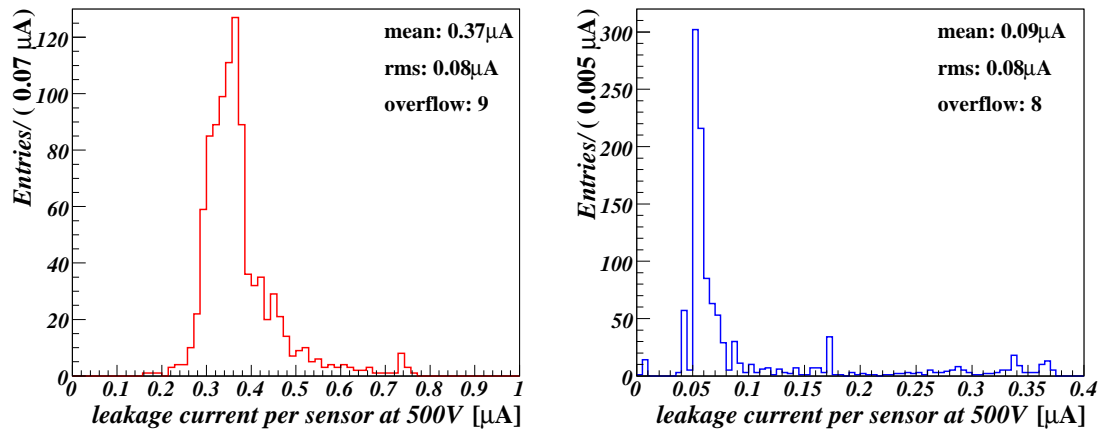 Entries/ ( 0.07 μA)
120
100
80
60
40
20
0
mean: 0.37μA
rms: 0.08μA
overflow: 9
0 0.1 0.2 0.3 0.4 0.5 0.6 0.7 0.8 0.9 1
leakage current per sensor at 500V [μA]
Entries/ ( 0.005 μA)
300
250
200
150
100
50
0
mean: 0.09μA
rms: 0.08μA
overflow: 8
0 0.05 0.1 0.15 0.2 0.25 0.3 0.35 0.4
leakage current per sensor at 500V [μA]